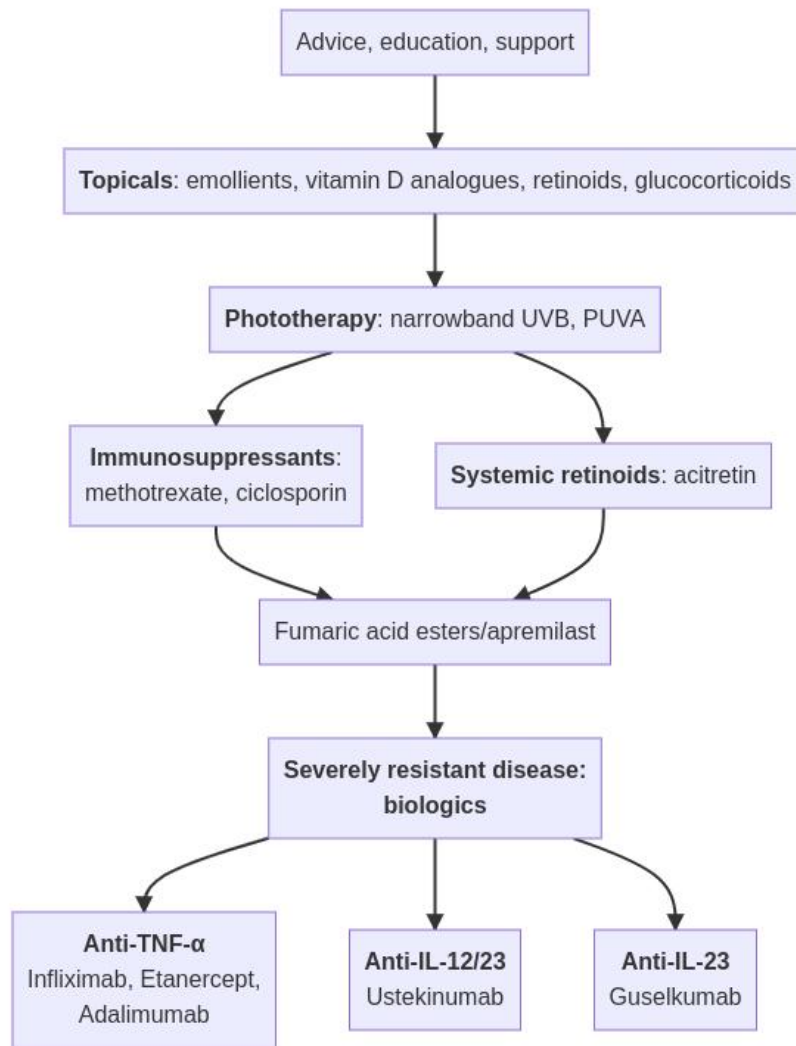 Advice, education, support
Topicals: emollients, vitamin D analogues, retinoids, glucocorticoids
Phototherapy: narrowband UVB, PUVA
Immunosuppressants:
methotrexate, ciclosporin
Systemic retinoids: acitretin
Fumaric acid esters/apremilast
Severely resistant disease:
biologics
Anti-TNF-α
Infliximab, Etanercept,
Adalimumab
Anti-IL-12/23
Ustekinumab
Anti-IL-23
Guselkumab